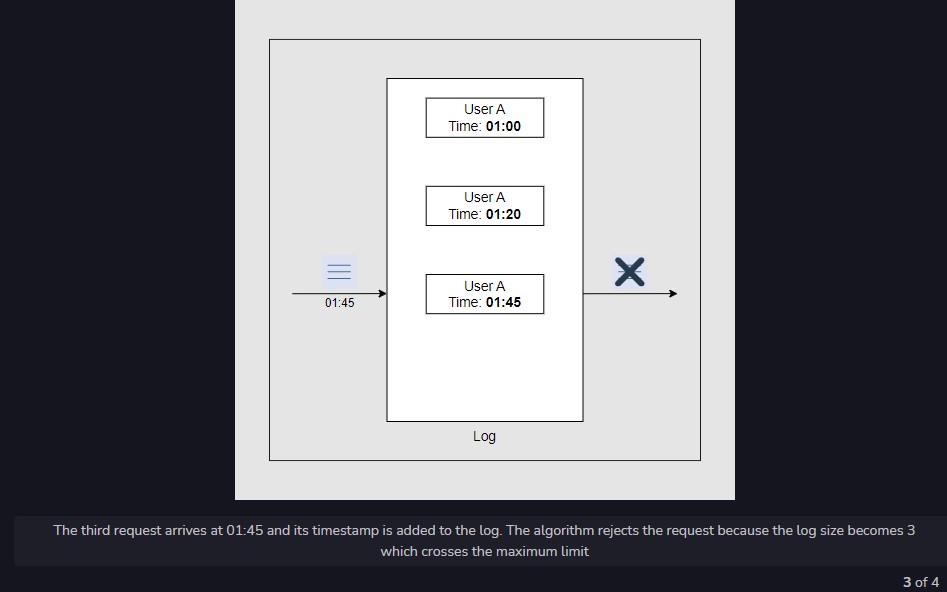 User A
Time: 01:00
User A
Time: 01:20
User A
Time: 01:45
01:45
Log
The third request arrives at 01:45 and its timestamp is added to the log. The algorithm rejects the request because the log size becomes 3
which crosses the maximum limit
3 of 4